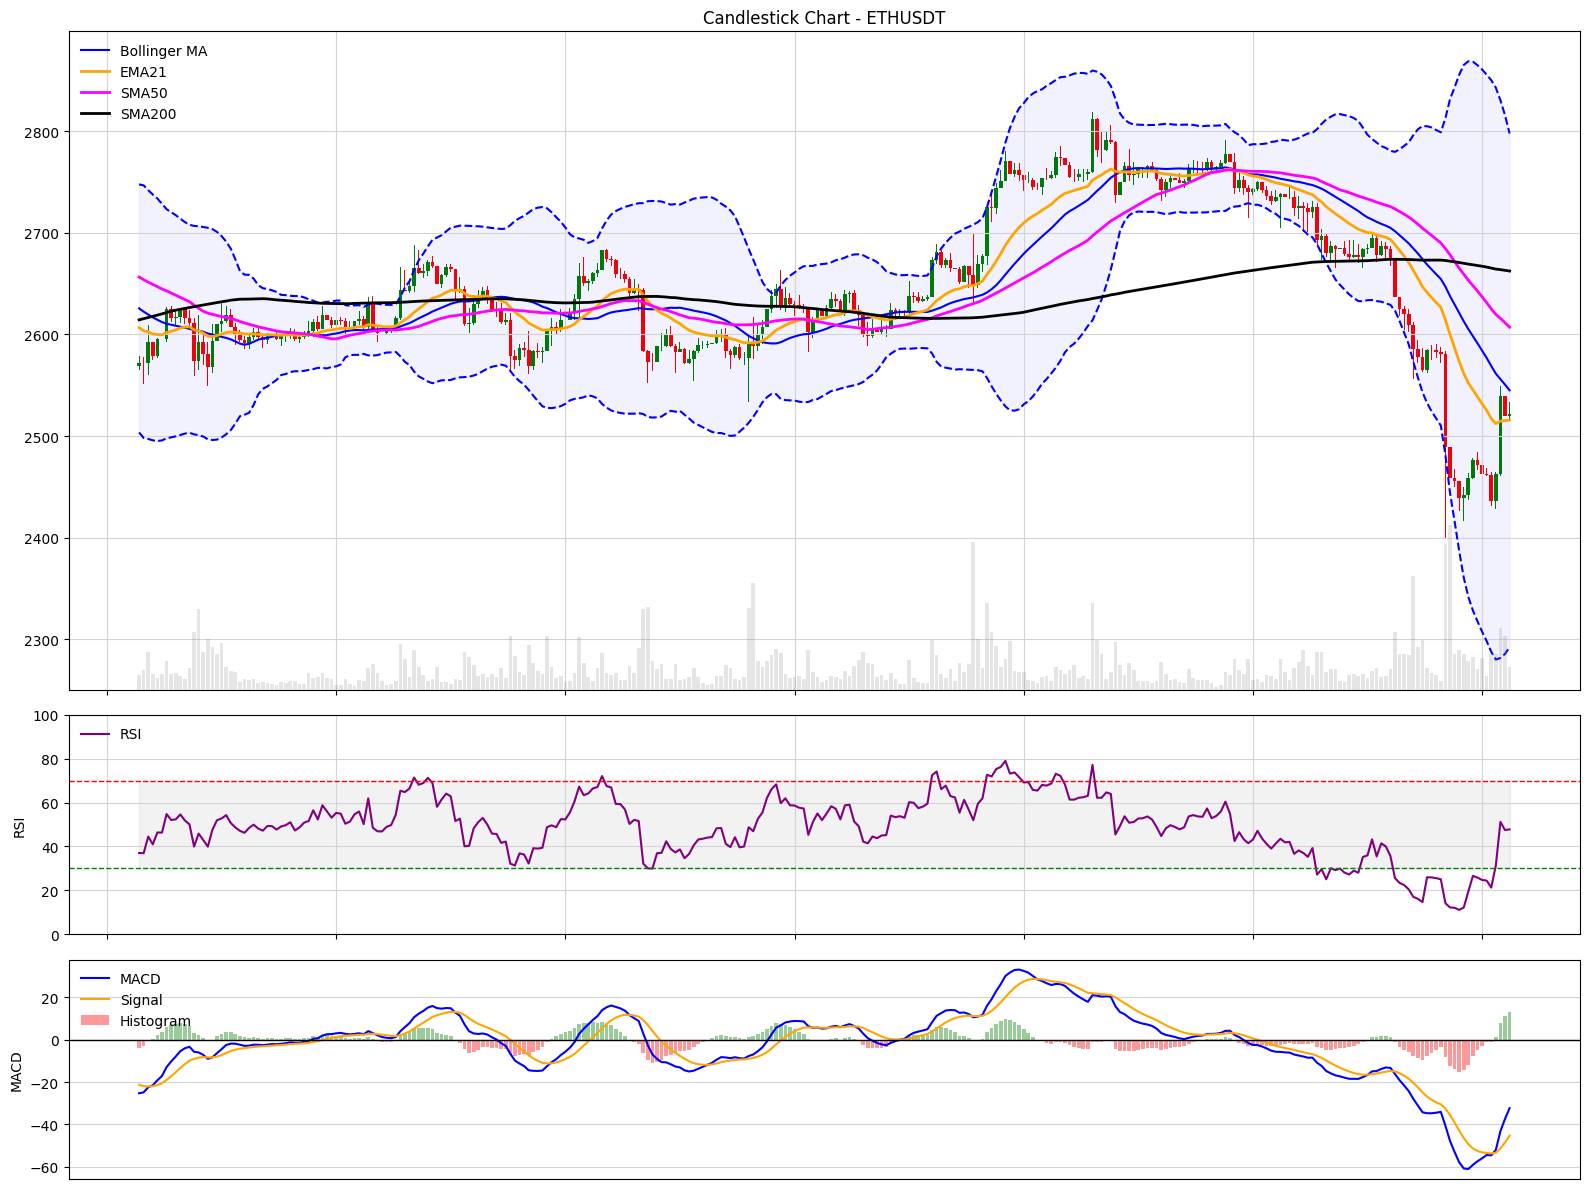 Candlestick Chart - ETHUSDT
Bollinger MA
EMA21
SMA50
SMA200
2800
2700
2600
2500
2400
2300
100
RSI
80
60
RSI
40
20
0
MACD
20
Signal
Histogram
0
MACD
−20
−40
−60